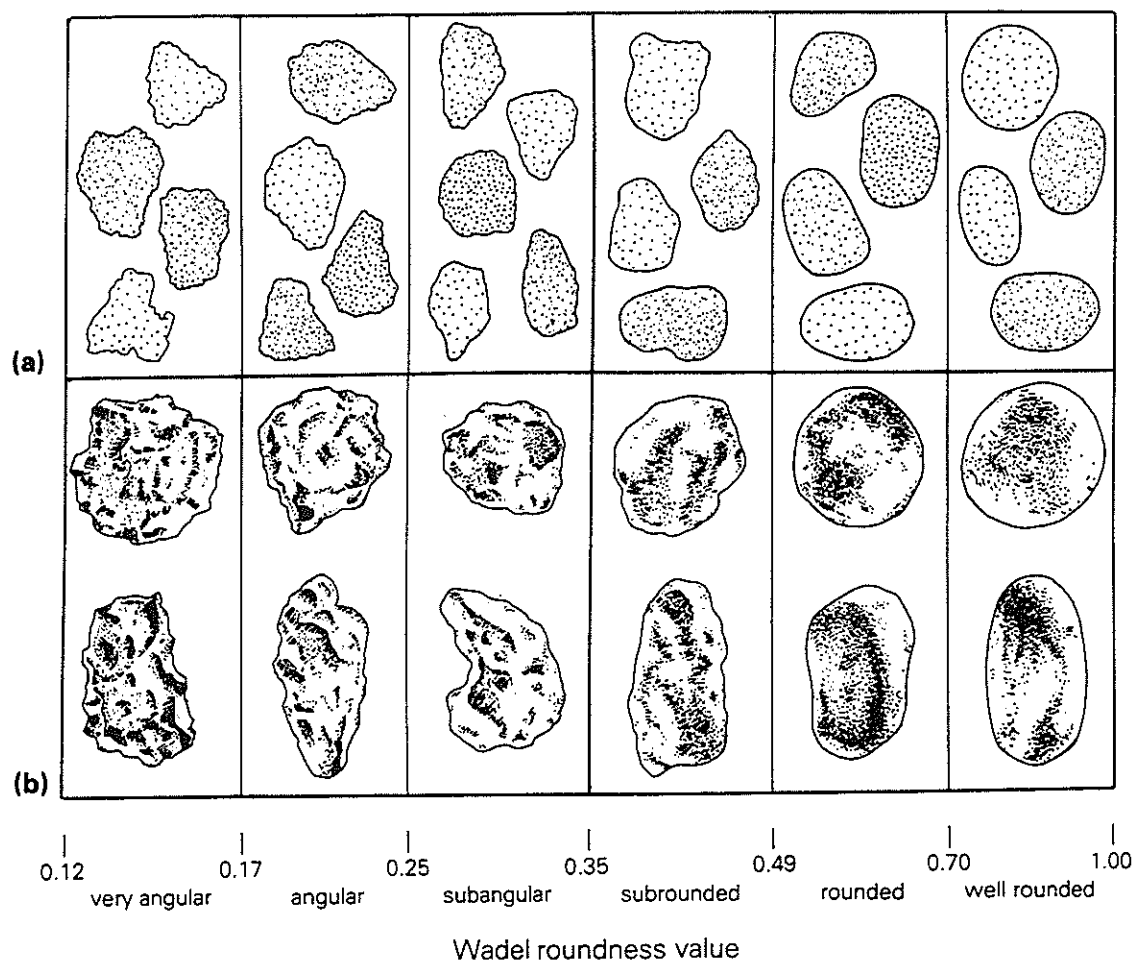 (a)
(b)
0.12 0.17 0.25 0.35 0.49 0.70 1.00
very angular angular subangular subrounded rounded well rounded
Wadel roundness value